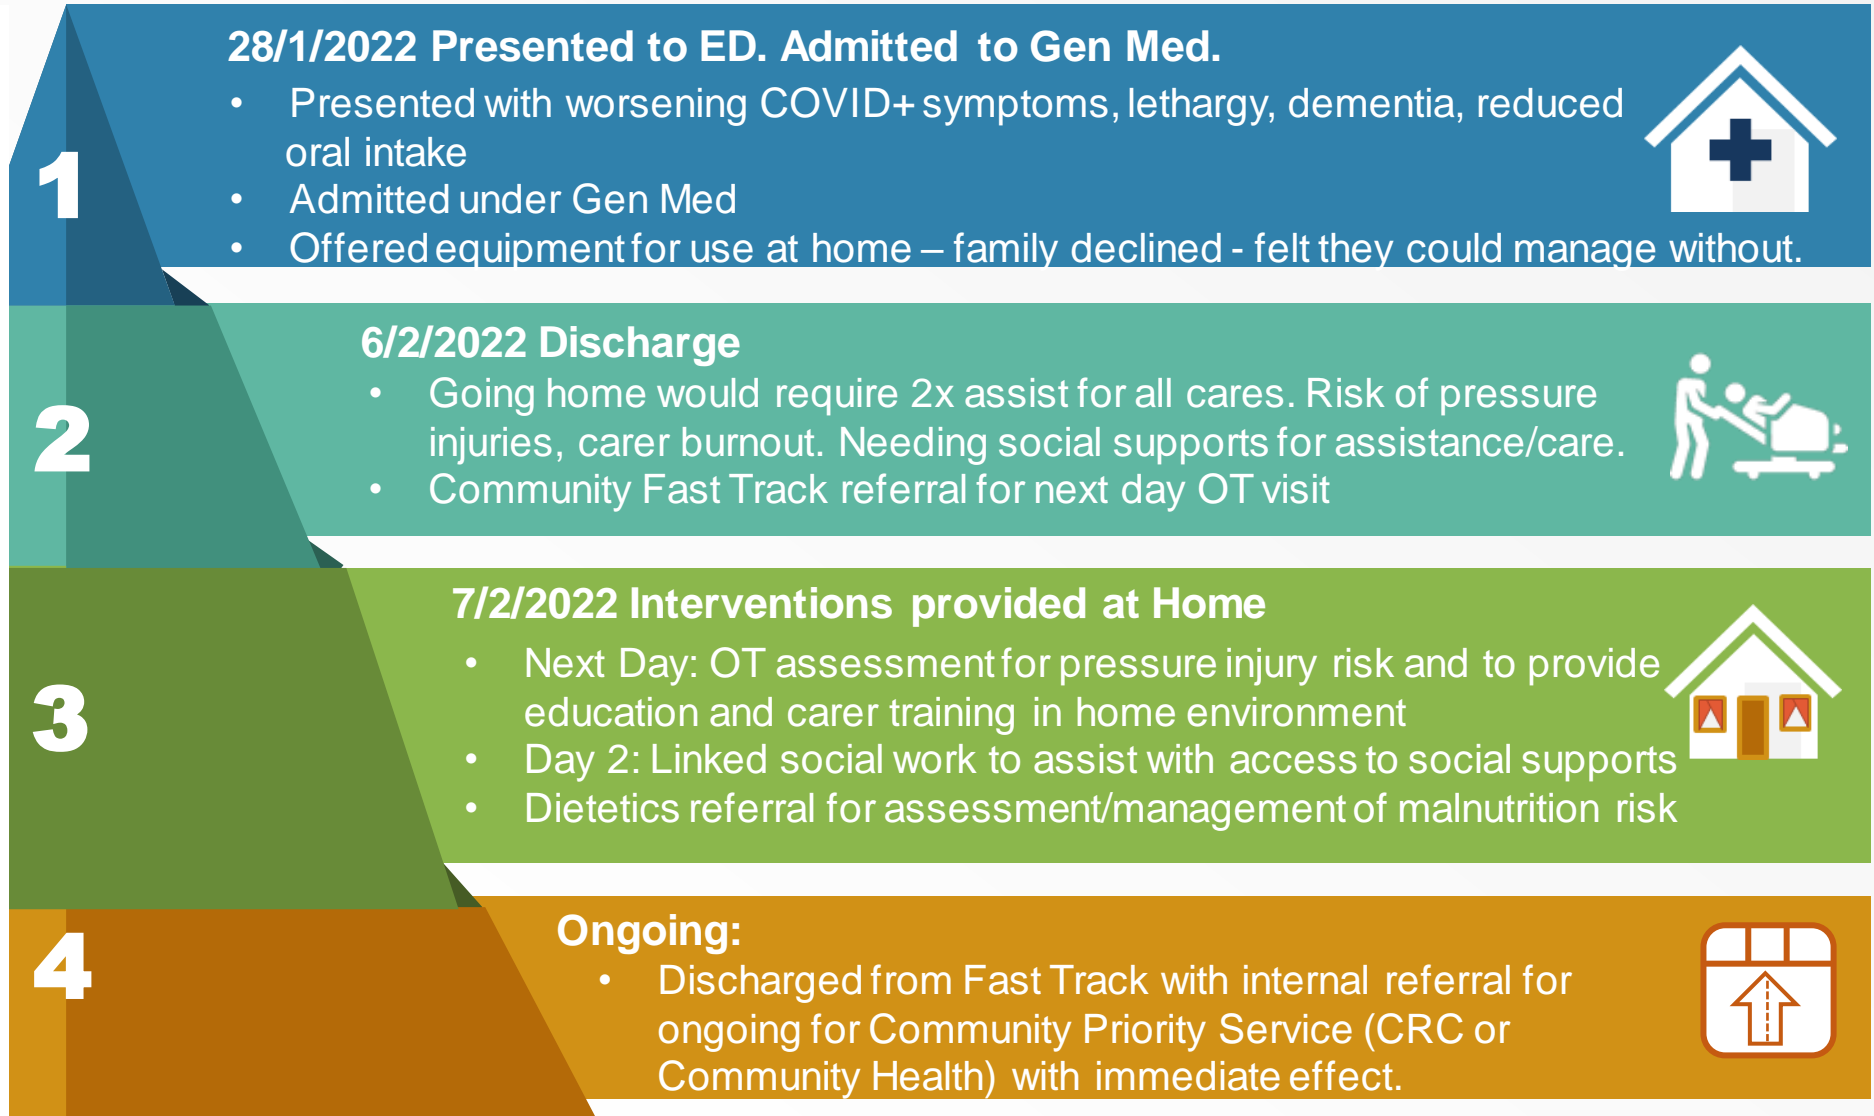 1
28/1/2022 Presented to ED. Admitted to Gen Med.
• Presented with worsening COVID+ symptoms, lethargy, dementia, reduced
oral intake
• Admitted under Gen Med
• Offered equipment for use at home – family declined - felt they could manage without.
2
6/2/2022 Discharge
• Going home would require 2x assist for all cares. Risk of pressure
injuries, carer burnout. Needing social supports for assistance/care.
• Community Fast Track referral for next day OT visit
3
7/2/2022 Interventions provided at Home
• Next Day: OT assessment for pressure injury risk and to provide
education and carer training in home environment
• Day 2: Linked social work to assist with access to social supports
• Dietetics referral for assessment/management of malnutrition risk
4
Ongoing:
• Discharged from Fast Track with internal referral for
ongoing for Community Priority Service (CRC or
Community Health) with immediate effect.